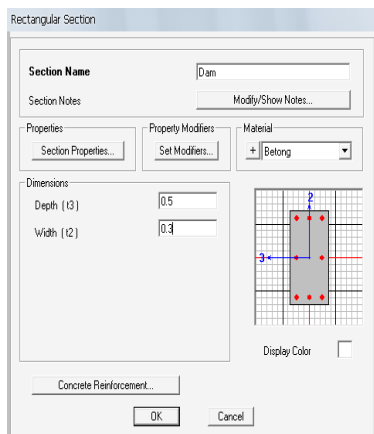 Rectangular Section
Section Name
Dam
Section Notes
Modify/Show Notes...
Properties
Section Properties...
Property Modifiers
Set Modifiers...
Material
+
Betong
Dimensions
Depth ( t3 )
0.5
Width ( t2 )
0.3
2
3
Display Color
Concrete Reinforcement...
OK
Cancel